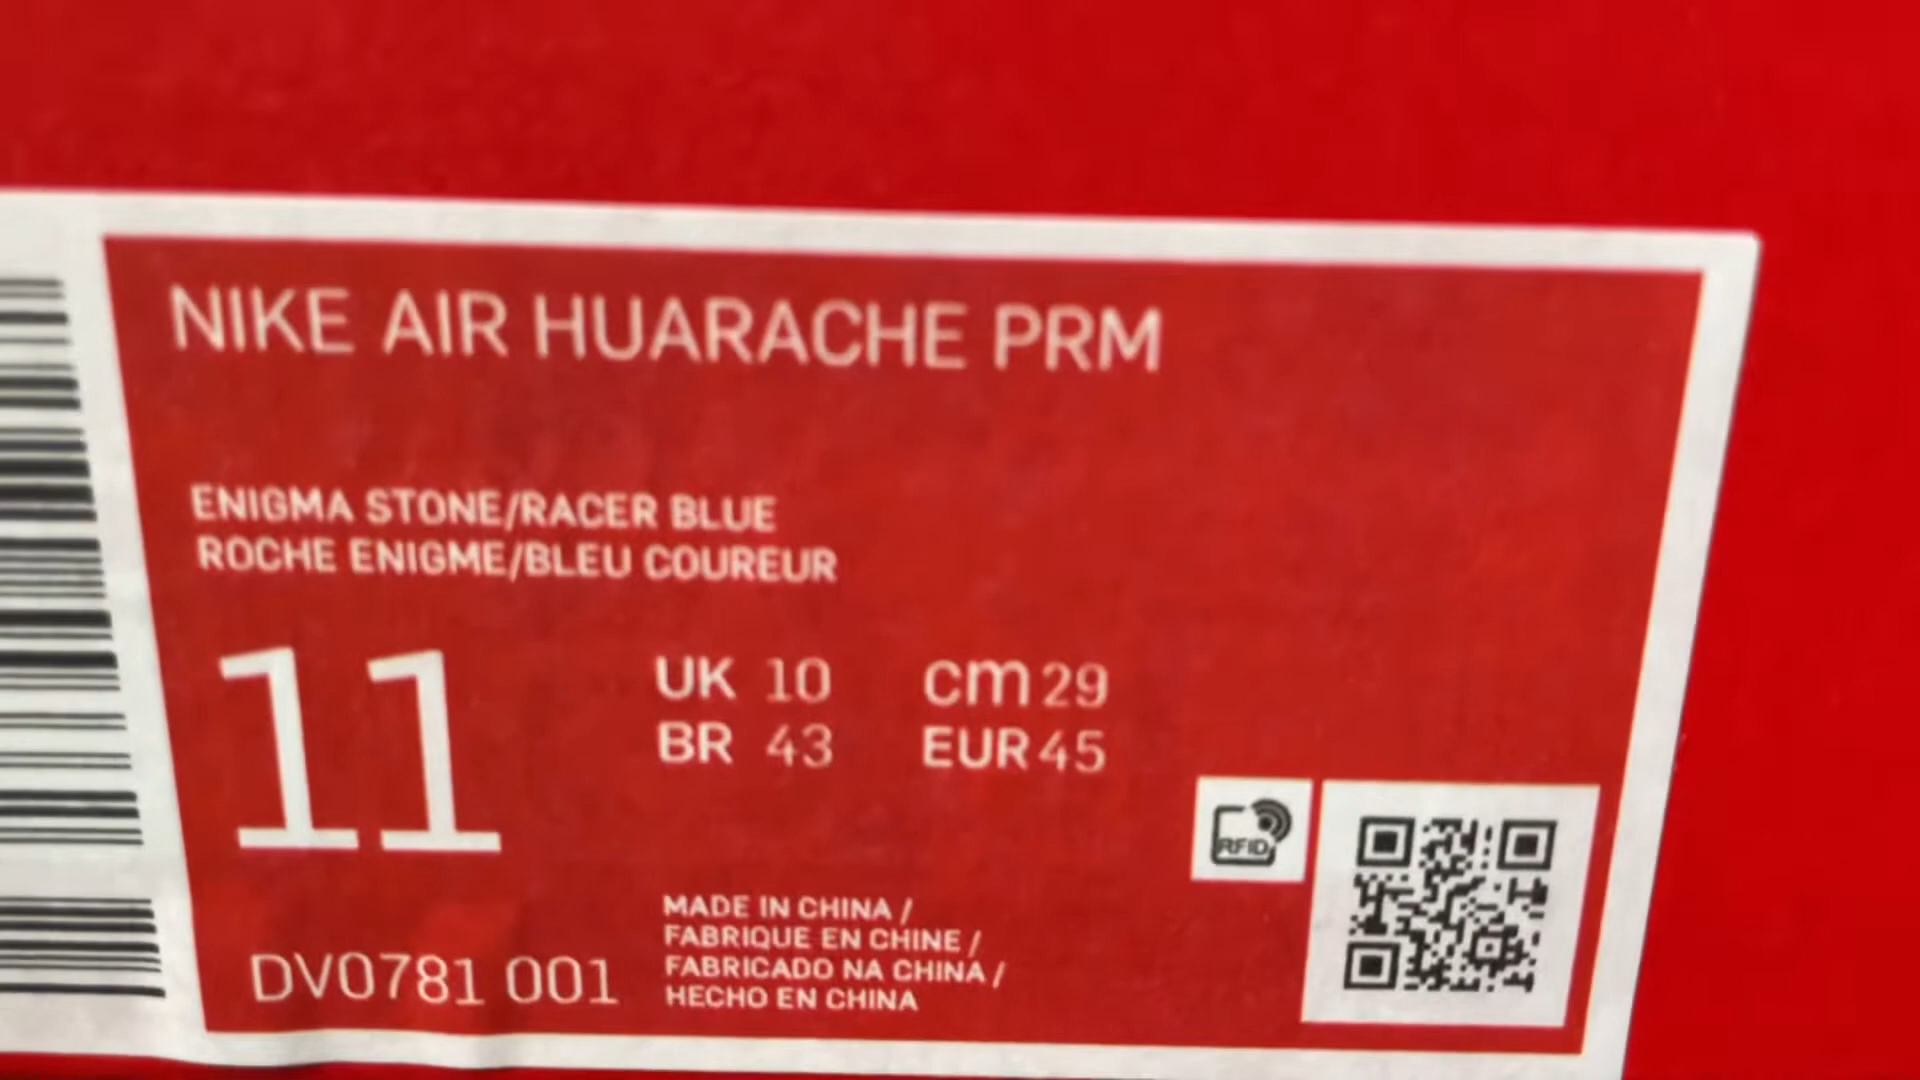 NIKE AIR HUARACHE PRM
ENIGMA STONE/RACER BLUE
ROCHE ENIGME/BLEU COUREUR
11
UK 10 cm 29
BR 43 EUR 45
RFID
DV0781 001
MADE IN CHINA /
FABRIQUE EN CHINE /
FABRICADO NA CHINA /
HECHO EN CHINA